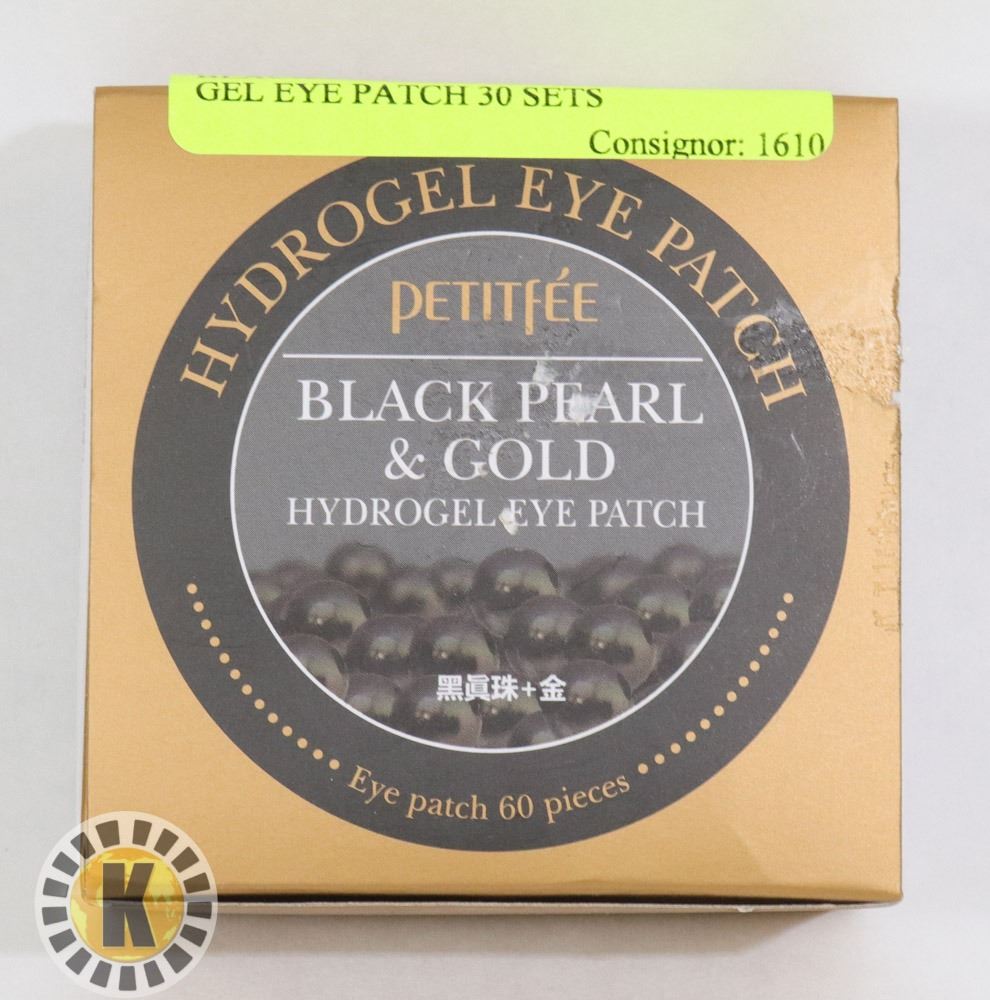 GEL EYE PATCH 30 SETS
Consignor: 1610
HYDROGEL EYE PATCH
PETITFÉE
BLACK PEARL
& GOLD
HYDROGEL EYE PATCH
黑眞珠+金
Eye patch 60 pieces
K